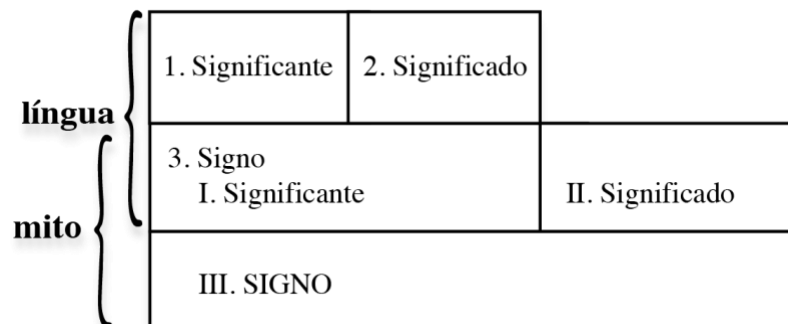 1. Significante
2. Significado
língua
3. Signo
I. Significante
II. Significado
mito
III. SIGNO